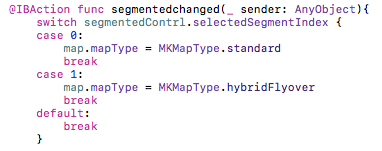 @IBAction func segmentedchanged(_ sender: AnyObject){
switch segmentedContrl.selectedSegmentIndex {
case 0:
map.mapType = MKMapType.standard
break
case 1:
map.mapType = MKMapType.hybridFlyover
break
default:
break
}